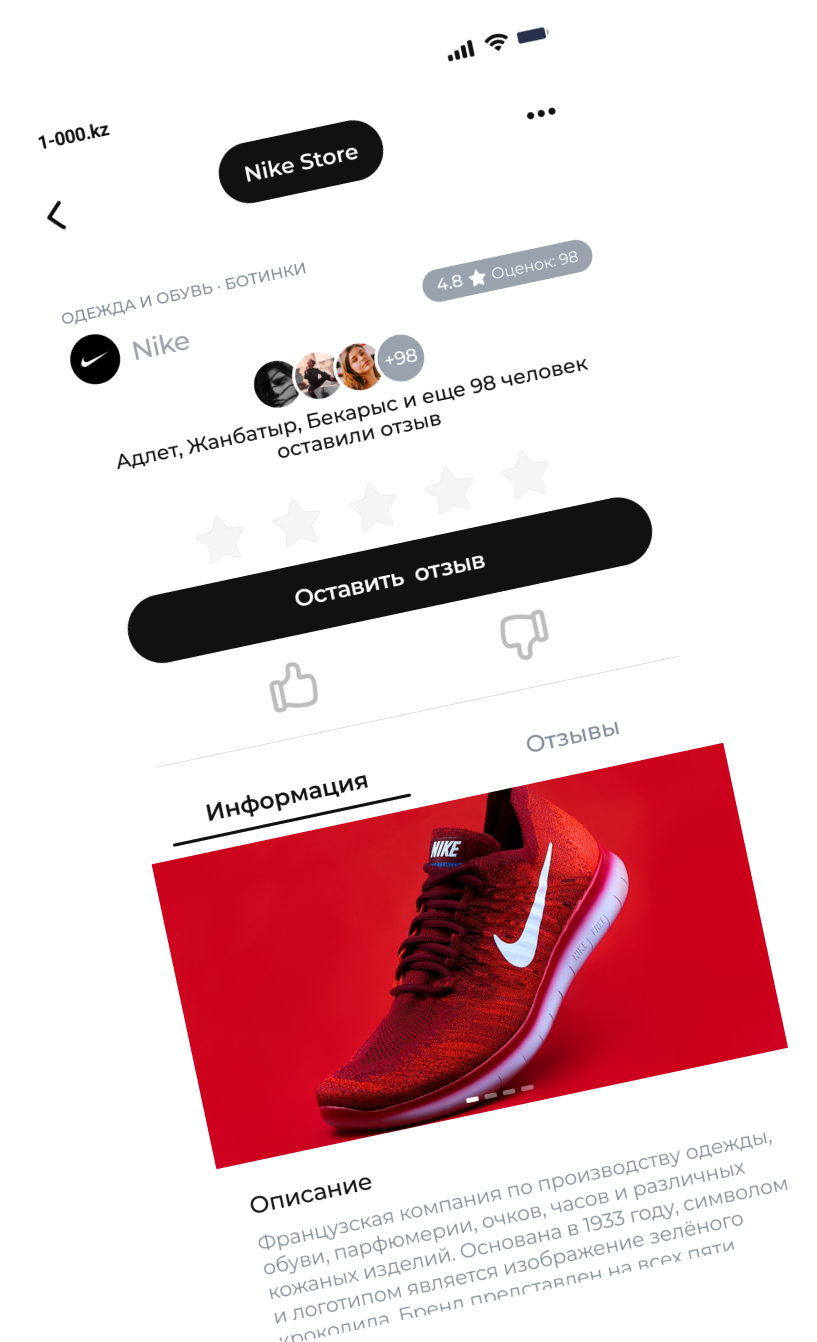 1-000.kz
Nike Store
ОДЕЖДА И ОБУВЬ · БОТИНКИ
4.8 Оценок: 98
Nike
+98
Адлет, Жанбатыр, Бекарыс и еще 98 человек
оставили отзыв
Оставить отзыв
Информация
Отзывы
NIKE
NIKE FREE
Описание
Французская компания по производству одежды,
обуви, парфюмерии, очков, часов и различных
кожаных изделий. Основана в 1933 году, символом
и логотипом является изображение зелёного
крокодила. Бренд представлен на всех пяти